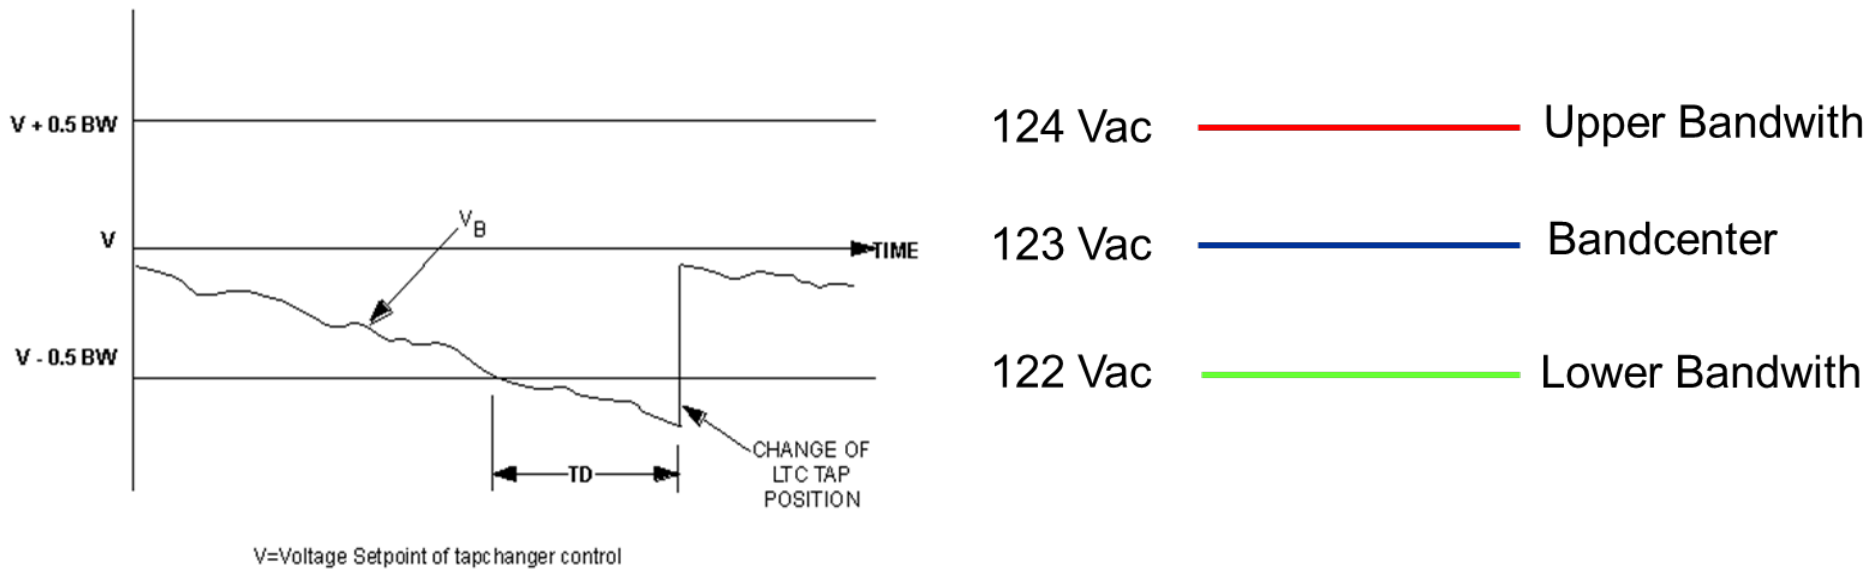 V + 0.5 BW
124 Vac
Upper Bandwith
VB
V
TIME
123 Vac
Bandcenter
V - 0.5 BW
122 Vac
Lower Bandwith
TD
CHANGE OF
LTC TAP
POSITION
V=Voltage Setpoint of tapchanger control